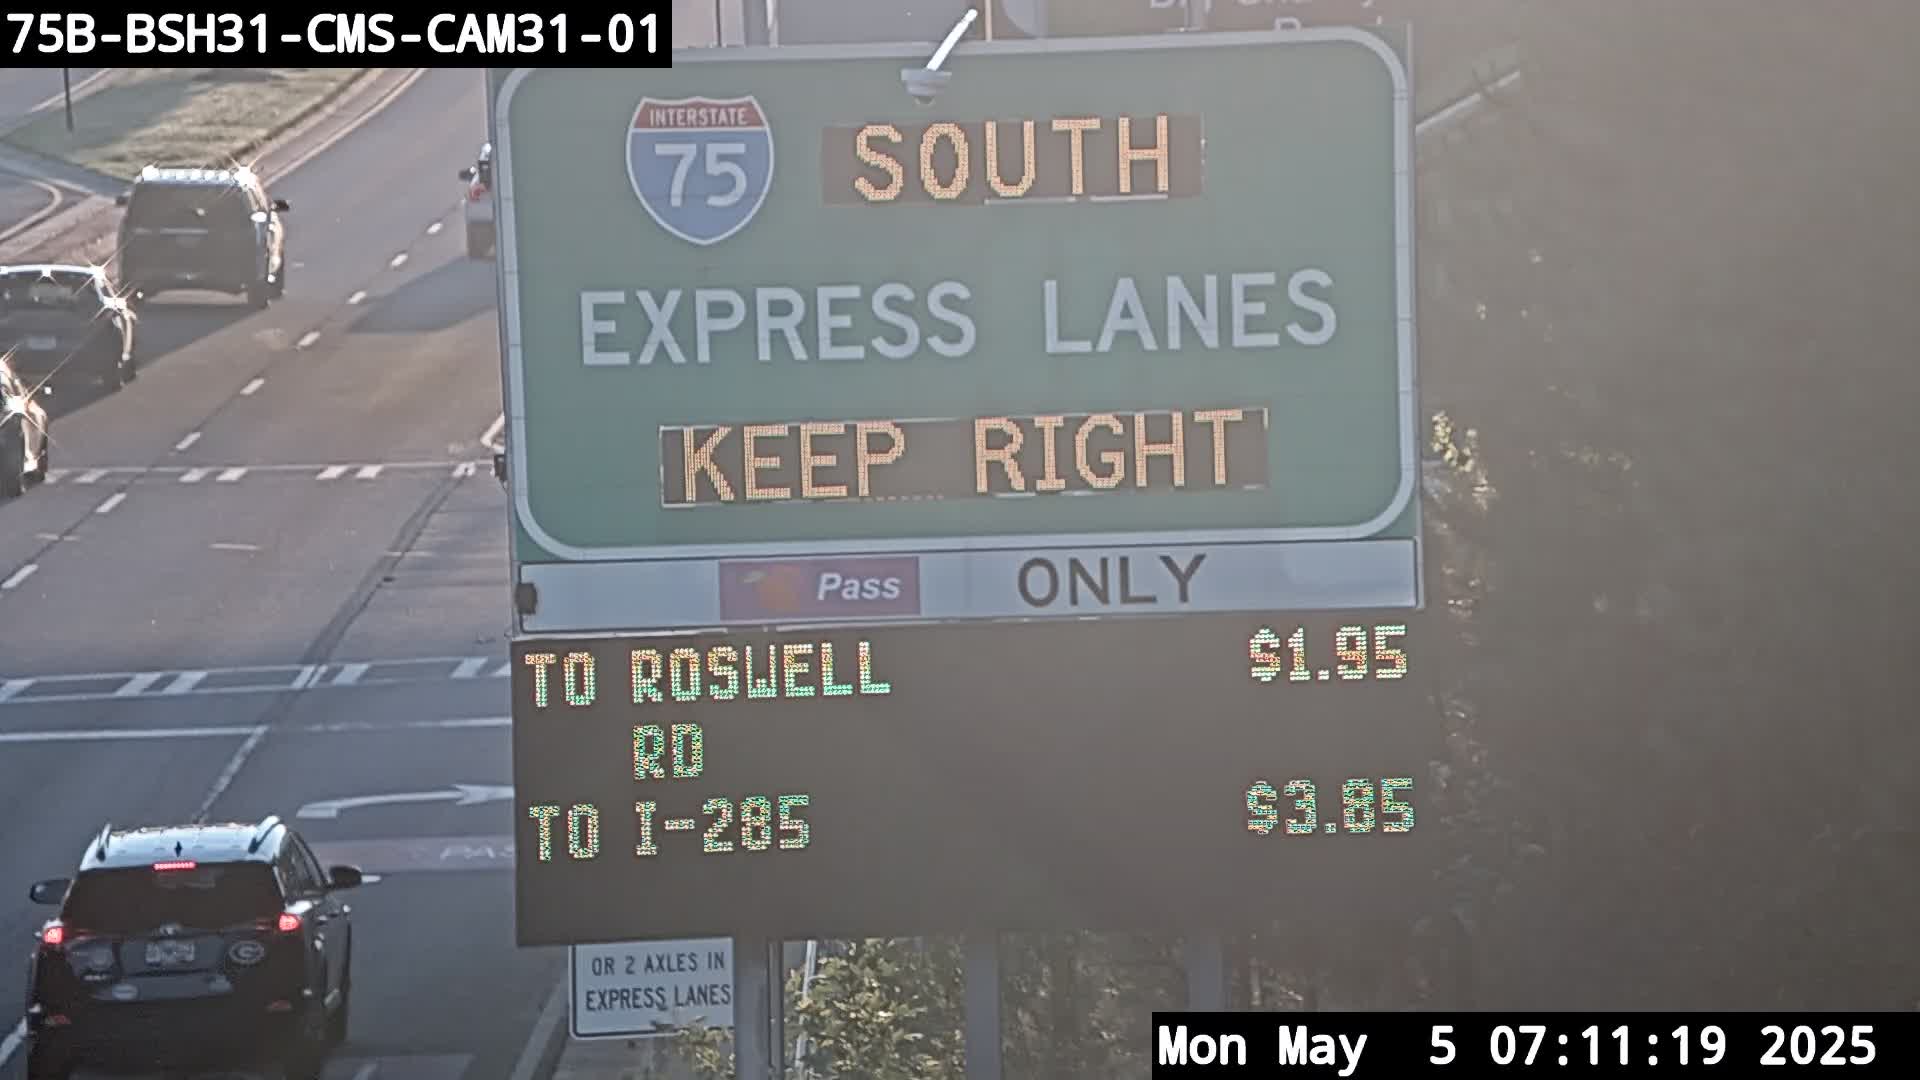 75B-BSH31-CMS-CAM31-01
INTERSTATE
75
SOUTH
EXPRESS LANES
KEEP RIGHT
Pass ONLY
TO ROSWELL $1.95
RD
TO I-285 $3.85
OR 2 AXLES IN
EXPRESS LANES
Mon May 5 07:11:19 2025